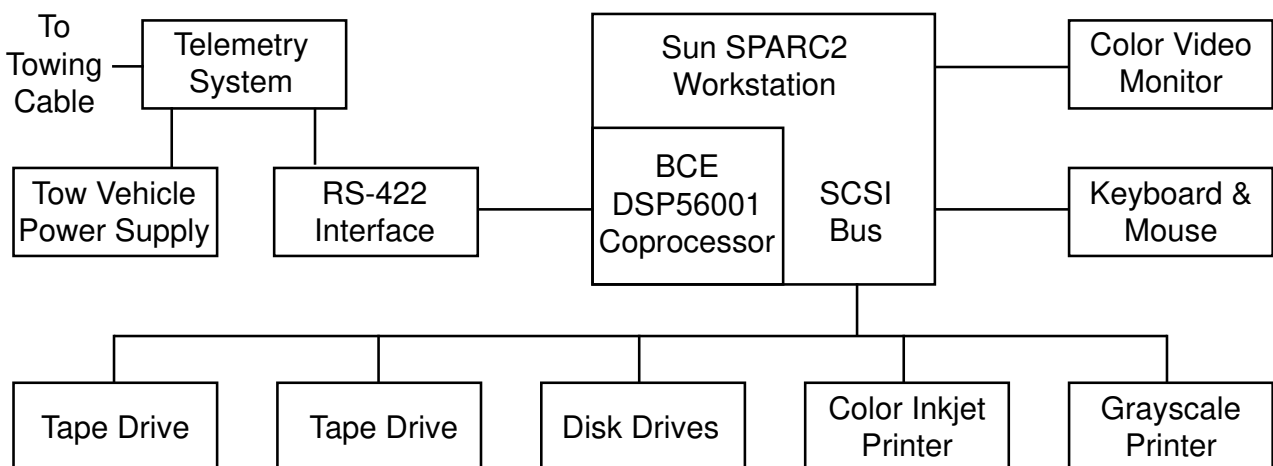 To
Towing
Cable
Telemetry
System
Sun SPARC2
Workstation
Color Video
Monitor
Tow Vehicle
Power Supply
RS-422
Interface
BCE
DSP56001
Coprocessor
SCSI
Bus
Keyboard &
Mouse
Tape Drive
Tape Drive
Disk Drives
Color Inkjet
Printer
Grayscale
Printer